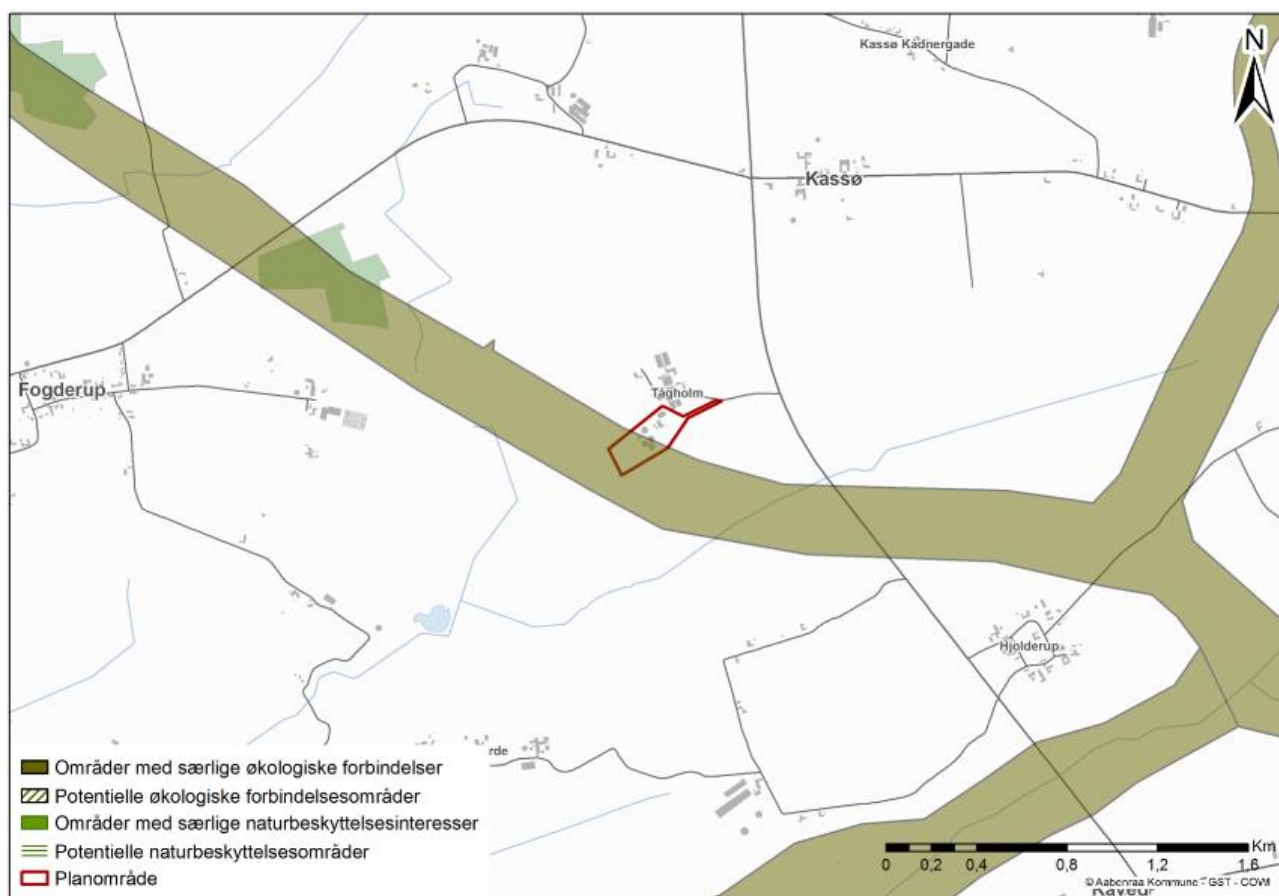 Kassø Kådnergade
N
Kassø
Tågholm
Fogderup
Hjolderup
rde
Områder med særlige økologiske forbindelser
Potentielle økologiske forbindelsesområder
Områder med særlige naturbeskyttelsesinteresser
Potentielle naturbeskyttelsesområder
Planområde
Km
0 0,2 0,4 0,8 1,2 1,6
© Aabenraa Kommune - GST - COWI